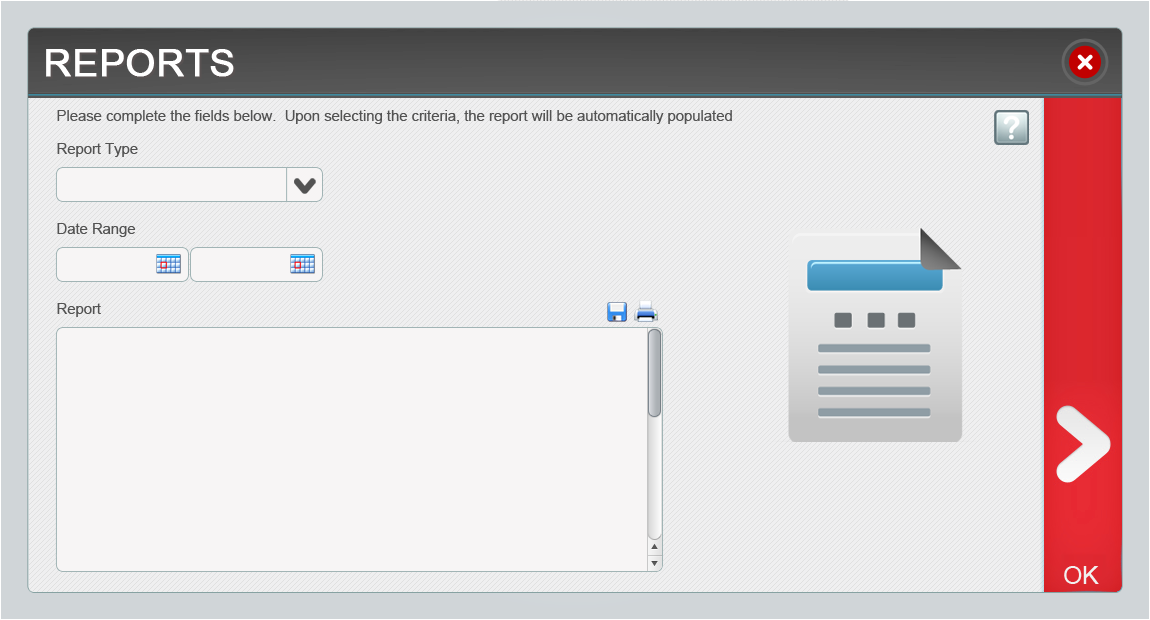 REPORTS
Please complete the fields below.  Upon selecting the criteria, the report will be automatically populated
?
Report Type
Date Range
Report
OK